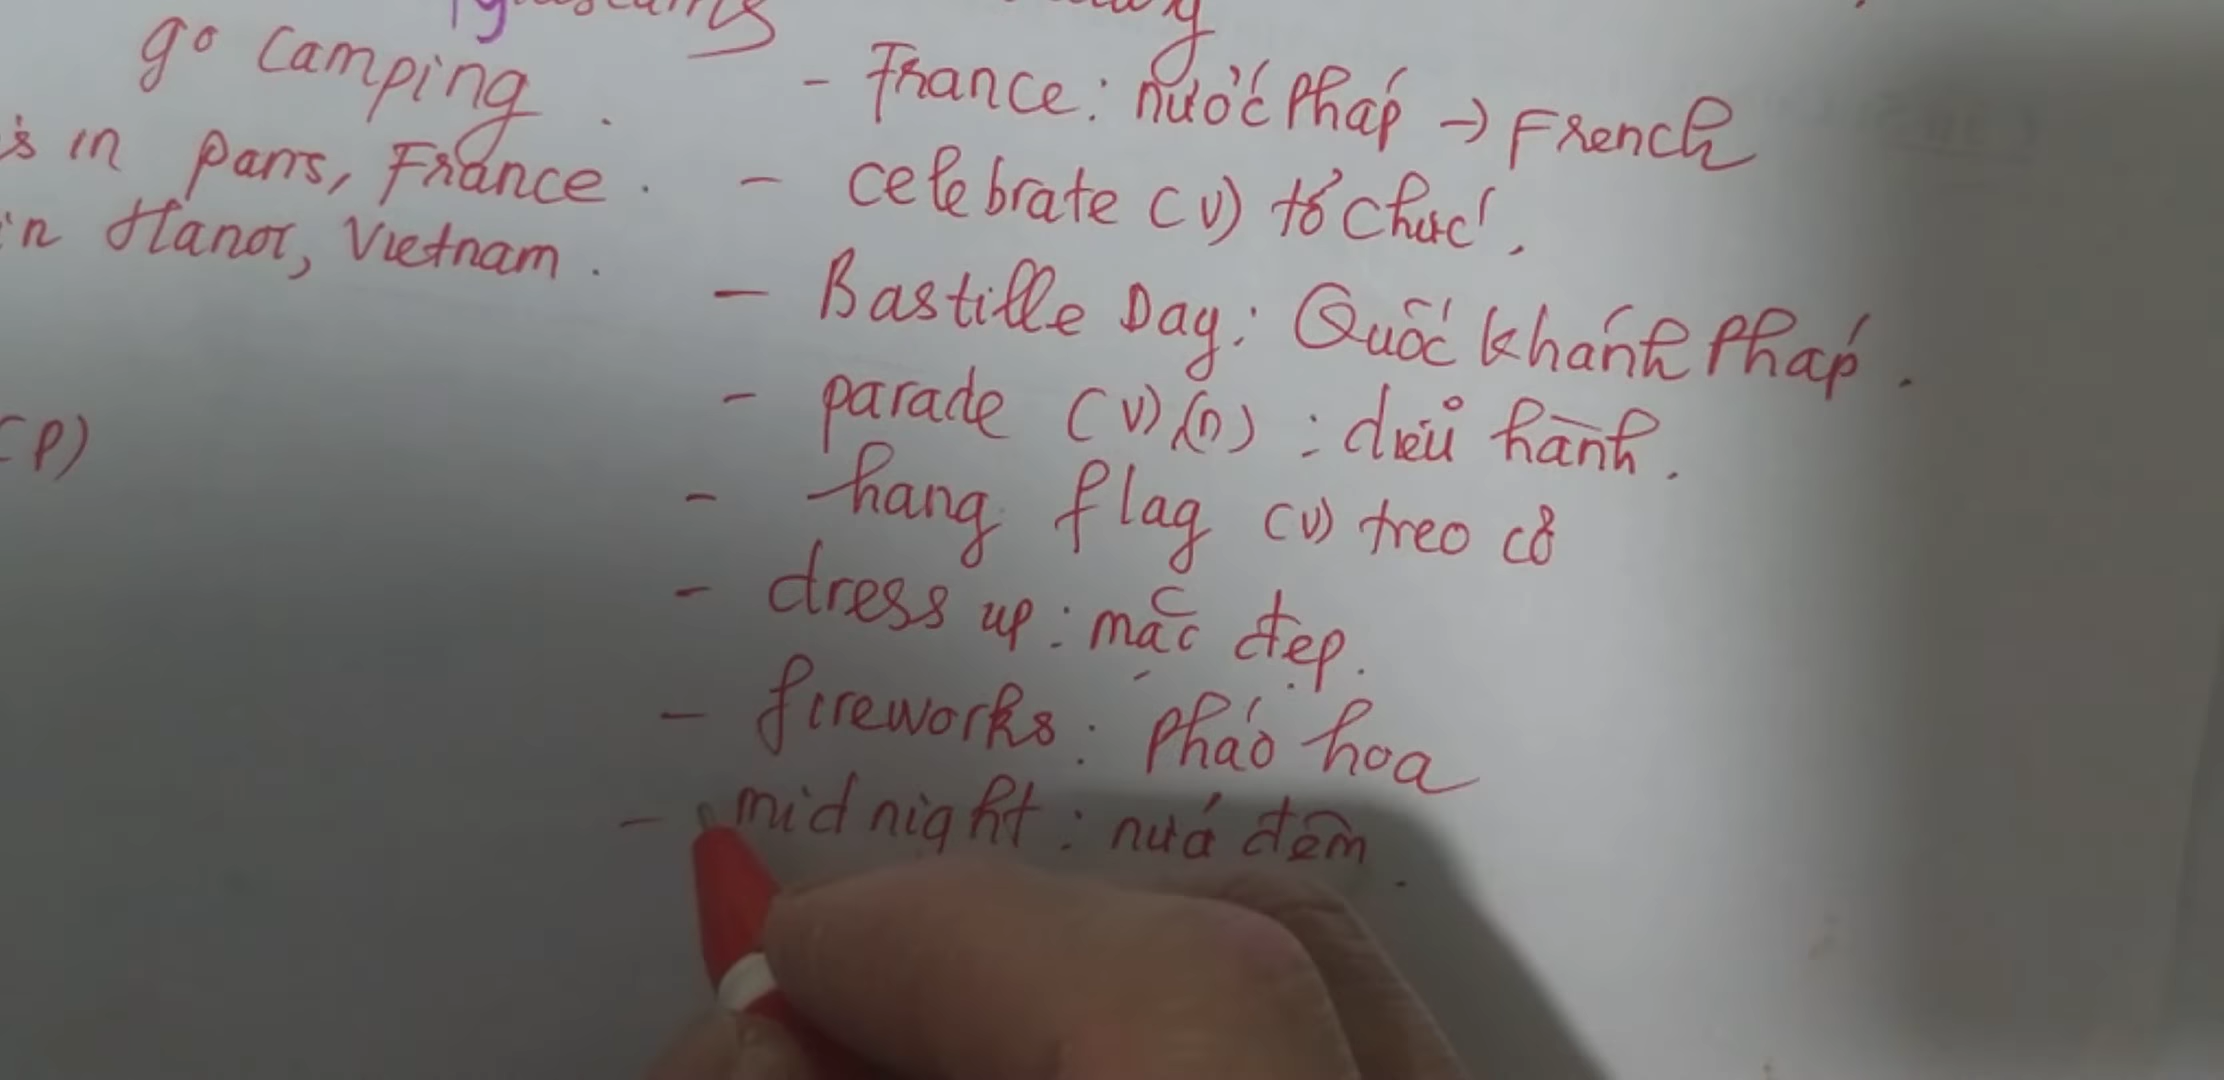 go camping.
s in Paris, France.
in Hanoi, Vietnam.
CP)
- France: nước Pháp → French
- celebrate (v) tổ chức.
- Bastille Day: Quốc khánh Pháp.
- parade (v) (n): diễu hành.
- hang flag (v) treo cờ
- dress up: mặc đẹp.
- fireworks: Pháo hoa
- midnight: nửa đêm.